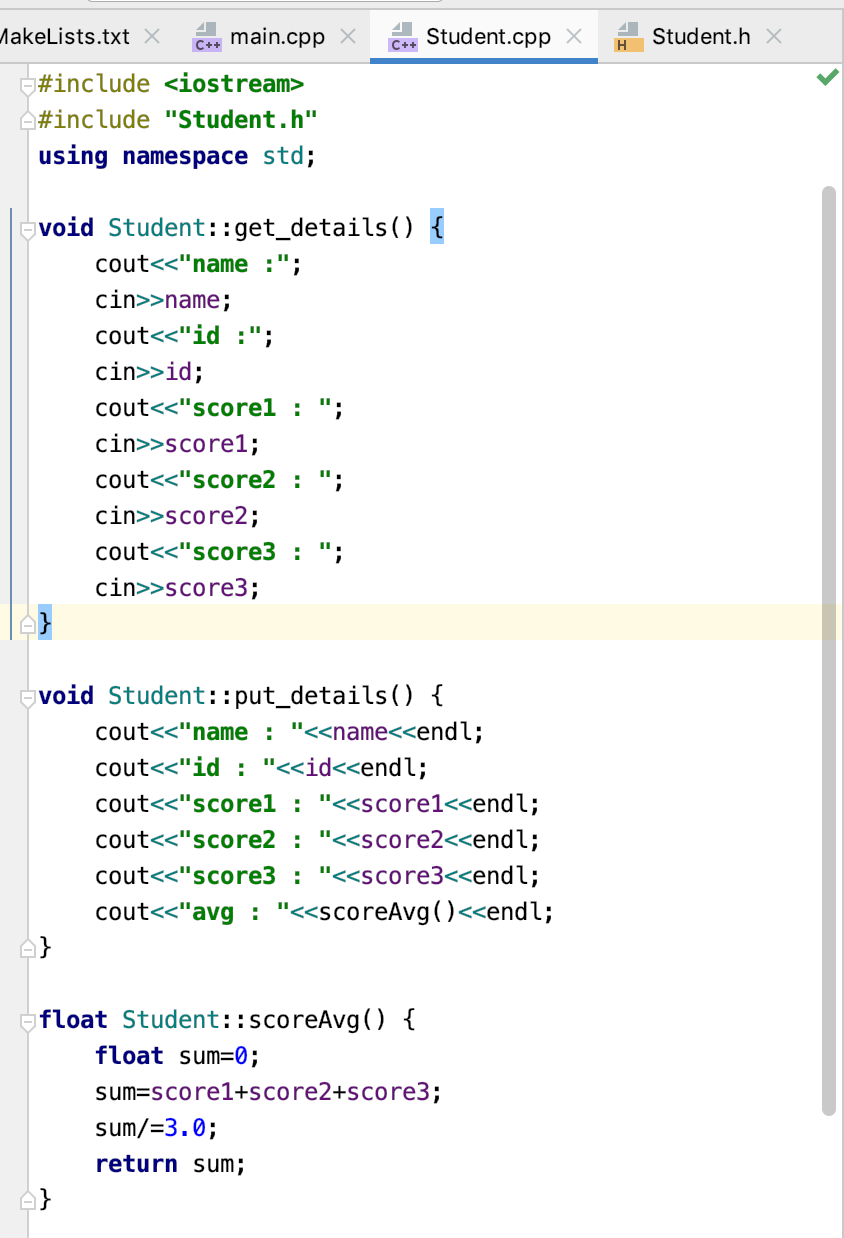 MakeLists.txt main.cpp Student.cpp Student.h
#include <iostream>
#include "Student.h"
using namespace std;

void Student::get_details() {
    cout<<"name :";
    cin>>name;
    cout<<"id :";
    cin>>id;
    cout<<"score1 : ";
    cin>>score1;
    cout<<"score2 : ";
    cin>>score2;
    cout<<"score3 : ";
    cin>>score3;
}

void Student::put_details() {
    cout<<"name : "<<name<<endl;
    cout<<"id : "<<id<<endl;
    cout<<"score1 : "<<score1<<endl;
    cout<<"score2 : "<<score2<<endl;
    cout<<"score3 : "<<score3<<endl;
    cout<<"avg : "<<scoreAvg()<<endl;
}

float Student::scoreAvg() {
    float sum=0;
    sum=score1+score2+score3;
    sum/=3.0;
    return sum;
}